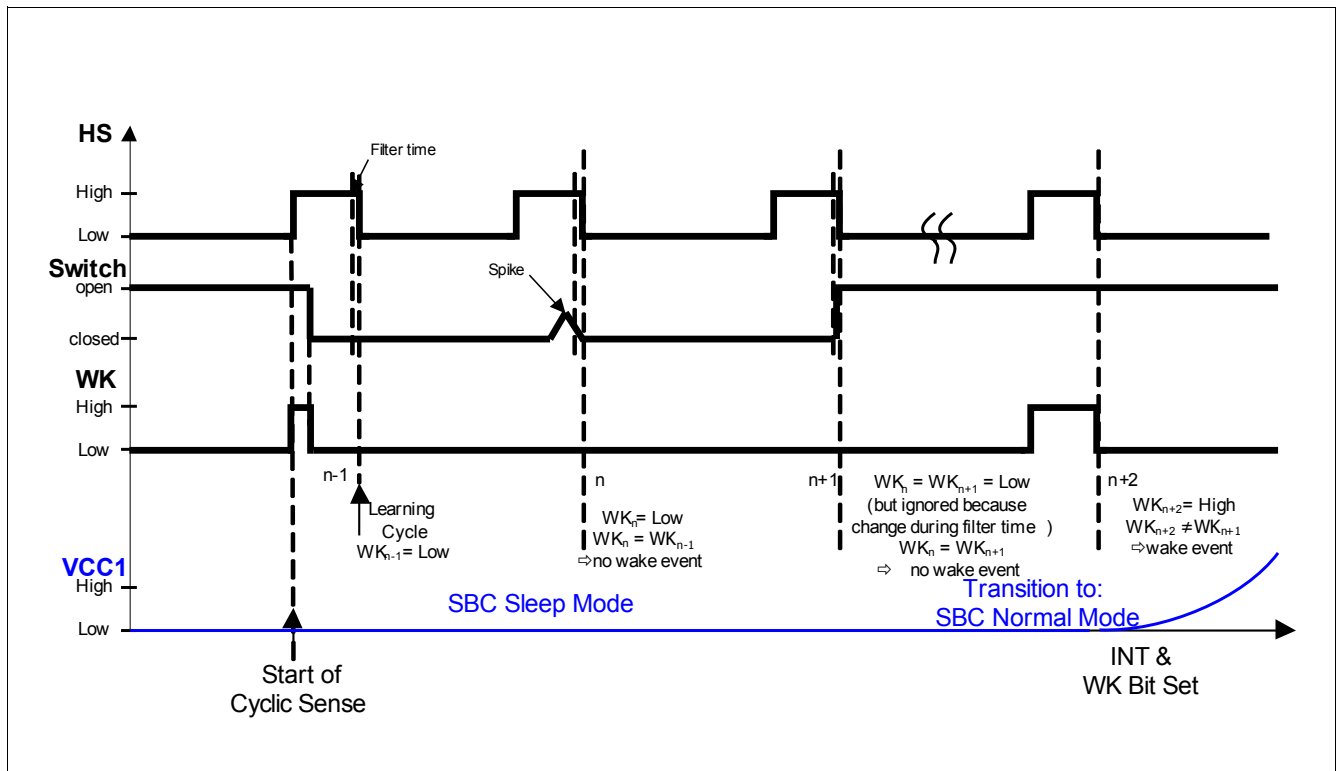 HS
Filter time
High
Low
Switch
open
Spike
closed
WK
High
Low
n-1
n
n+1
n+2
Learning
Cycle
WKn-1= Low
WKn= Low
WKn = WKn-1
⇨no wake event
WKn = WKn+1 = Low
(but ignored because
change during filter time )
WKn = WKn+1
⇨ no wake event
WKn+2= High
WKn+2 ≠WKn+1
⇨wake event
VCC1
High
Low
SBC Sleep Mode
Transition to:
SBC Normal Mode
Start of
Cyclic Sense
INT &
WK Bit Set